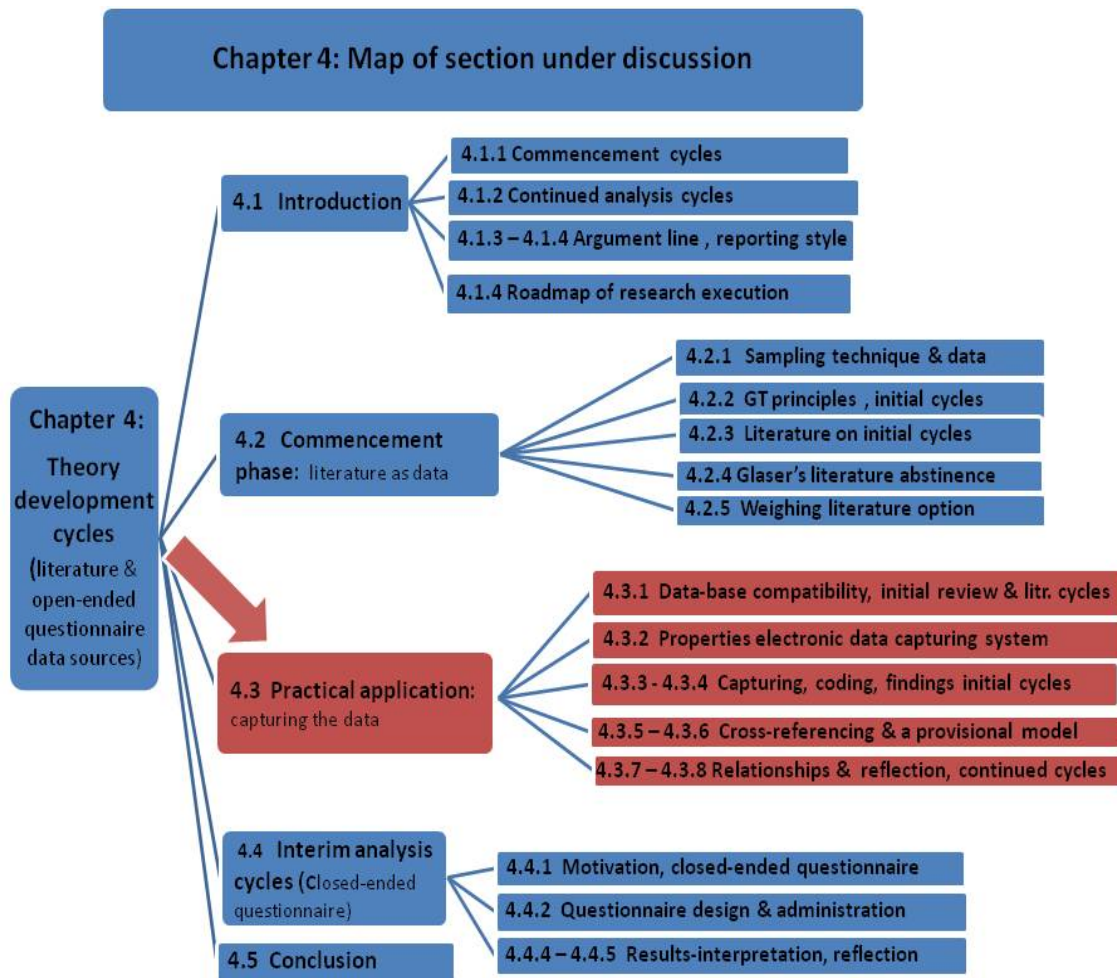 Chapter 4: Map of section under discussion
4.1.1 Commencement cycles
4.1 Introduction
4.1.2 Continued analysis cycles
4.1.3 – 4.1.4 Argument line , reporting style
4.1.4 Roadmap of research execution
Chapter 4:
Theory
development
cycles
(literature &
open-ended
questionnaire
data sources)
4.2 Commencement
phase: literature as data
4.2.1 Sampling technique & data
4.2.2 GT principles , initial cycles
4.2.3 Literature on initial cycles
4.2.4 Glaser's literature abstinence
4.2.5 Weighing literature option
4.3 Practical application:
capturing the data
4.3.1 Data-base compatibility, initial review & litr. cycles
4.3.2 Properties electronic data capturing system
4.3.3 - 4.3.4 Capturing, coding, findings initial cycles
4.3.5 – 4.3.6 Cross-referencing & a provisional model
4.3.7 – 4.3.8 Relationships & reflection, continued cycles
4.4 Interim analysis
cycles (Closed-ended
questionnaire)
4.4.1 Motivation, closed-ended questionnaire
4.4.2 Questionnaire design & administration
4.4.4 – 4.4.5 Results-interpretation, reflection
4.5 Conclusion